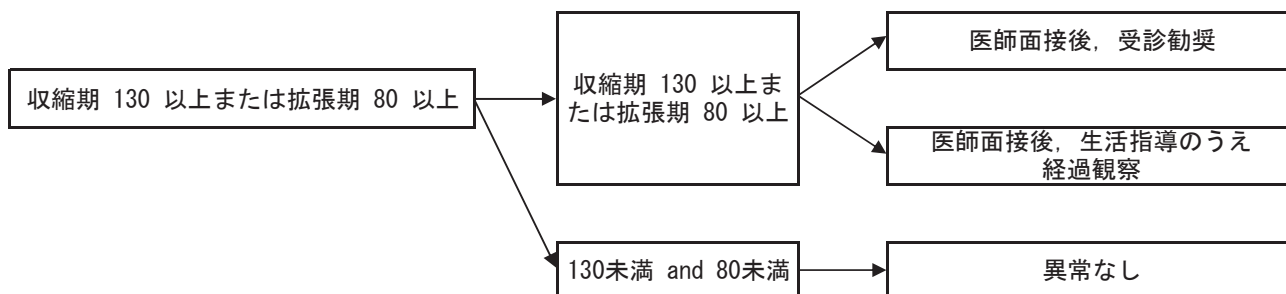 収縮期 130 以上または拡張期 80 以上
収縮期 130 以上ま
たは拡張期 80 以上
医師面接後，受診勧奨
医師面接後，生活指導のうえ
経過観察
130未満 and 80未満
異常なし